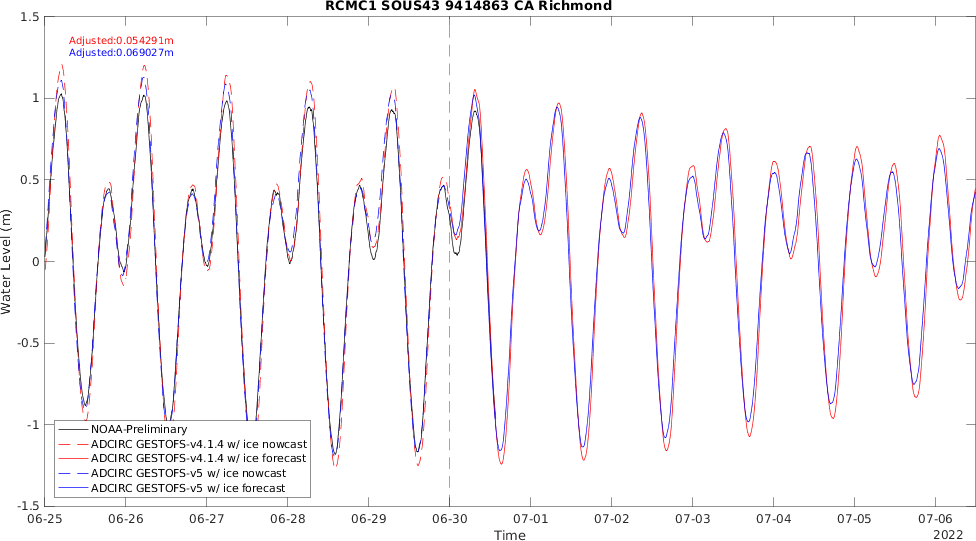 RCMC1 SOUS43 9414863 CA Richmond
Adjusted:0.054291m
Adjusted:0.069027m
Water Level (m)
1.5
1
0.5
0
-0.5
-1
-1.5
NOAA-Preliminary
ADCIRC GESTOFS-v4.1.4 w/ ice nowcast
ADCIRC GESTOFS-v4.1.4 w/ ice forecast
ADCIRC GESTOFS-v5 w/ ice nowcast
ADCIRC GESTOFS-v5 w/ ice forecast
06-25 06-26 06-27 06-28 06-29 06-30 07-01 07-02 07-03 07-04 07-05 07-06
Time
2022